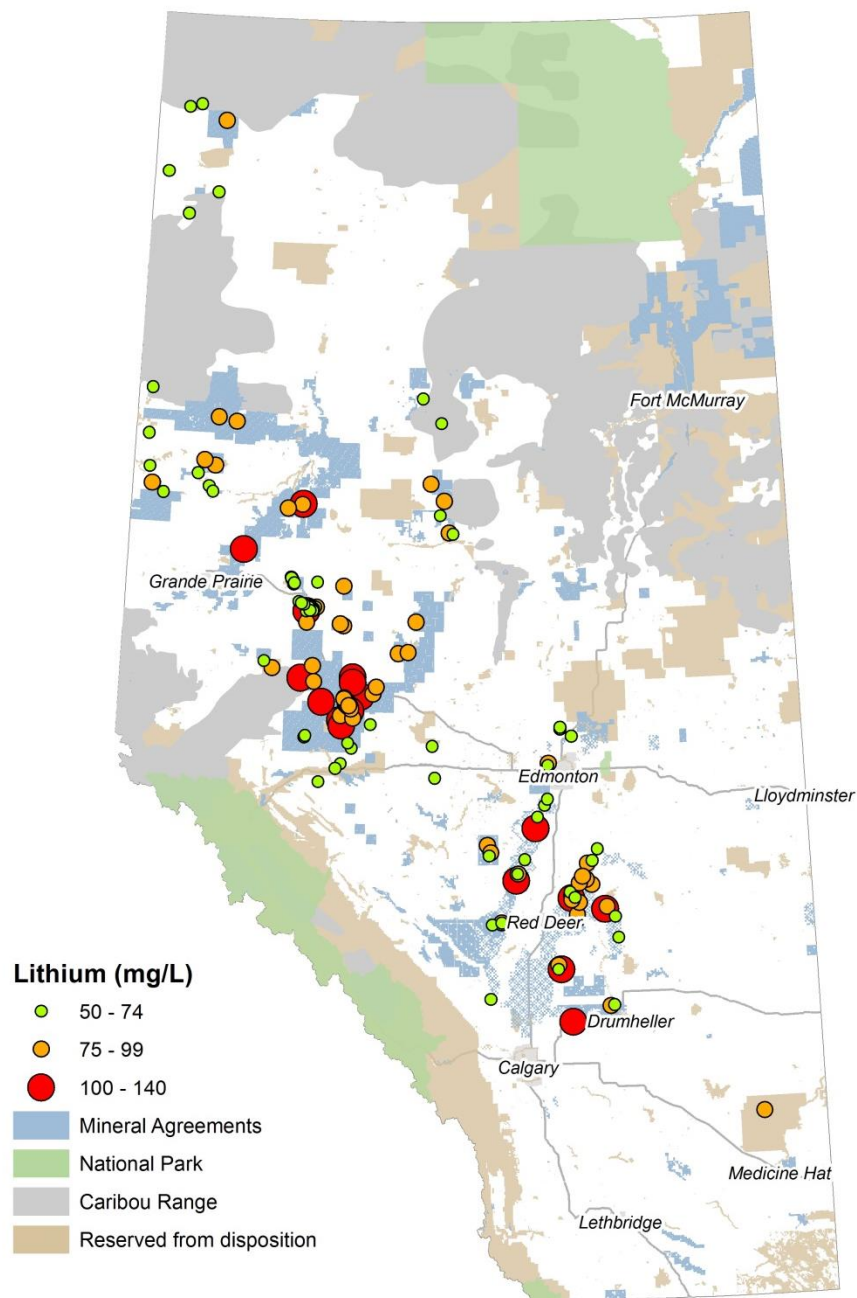 Fort McMurray
Grande Prairie
Edmonton
Lloydminster
Red Deer
Drumheller
Calgary
Medicine Hat
Lethbridge
Lithium (mg/L)
50 - 74
75 - 99
100 - 140
Mineral Agreements
National Park
Caribou Range
Reserved from disposition